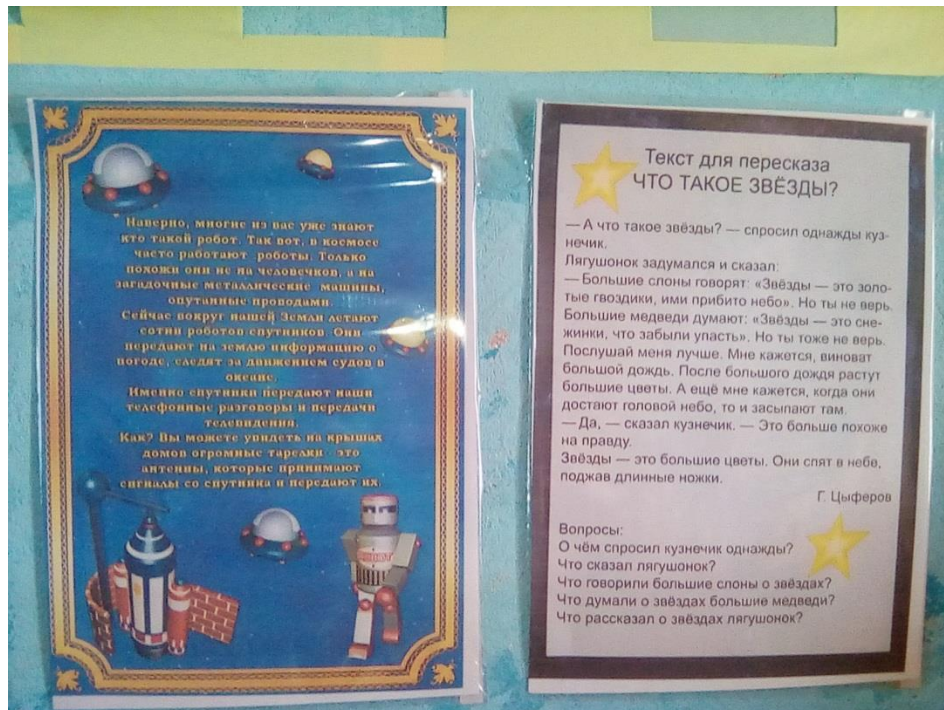 Наверно, многие из вас уже знают
кто такой робот. Так вот, в космосе
часто работают роботы. Только
похожи они не на человечков, а на
загадочные металлические машины,
опутанные проводами.
Сейчас вокруг нашей Земли летают
сотни роботов спутников. Они
передают на землю информацию о
погоде, следят за движением судов в
океане.
Именно спутники передают наши
телефонные разговоры и передачи
телевидения.
Как? Вы можете увидеть на крышах
домов огромные тарелки - это
антенны, которые принимают
сигналы со спутника и передают их.
Текст для пересказа
ЧТО ТАКОЕ ЗВЁЗДЫ?
— А что такое звёзды? — спросил однажды куз-
нечик.
Лягушонок задумался и сказал:
— Большие слоны говорят: «Звёзды — это золо-
тые гвоздики, ими прибито небо». Но ты не верь.
Большие медведи думают: «Звёзды — это сне-
жинки, что забыли упасть». Но ты тоже не верь.
Послушай меня лучше. Мне кажется, виноват
большой дождь. После большого дождя растут
большие цветы. А ещё мне кажется, когда они
достают головой небо, то и засыпают там.
— Да, — сказал кузнечик. — Это больше похоже
на правду.
Звёзды — это большие цветы. Они спят в небе,
поджав длинные ножки.
Г. Цыферов
Вопросы:
О чём спросил кузнечик однажды?
Что сказал лягушонок?
Что говорили большие слоны о звёздах?
Что думали о звёздах большие медведи?
Что рассказал о звёздах лягушонок?